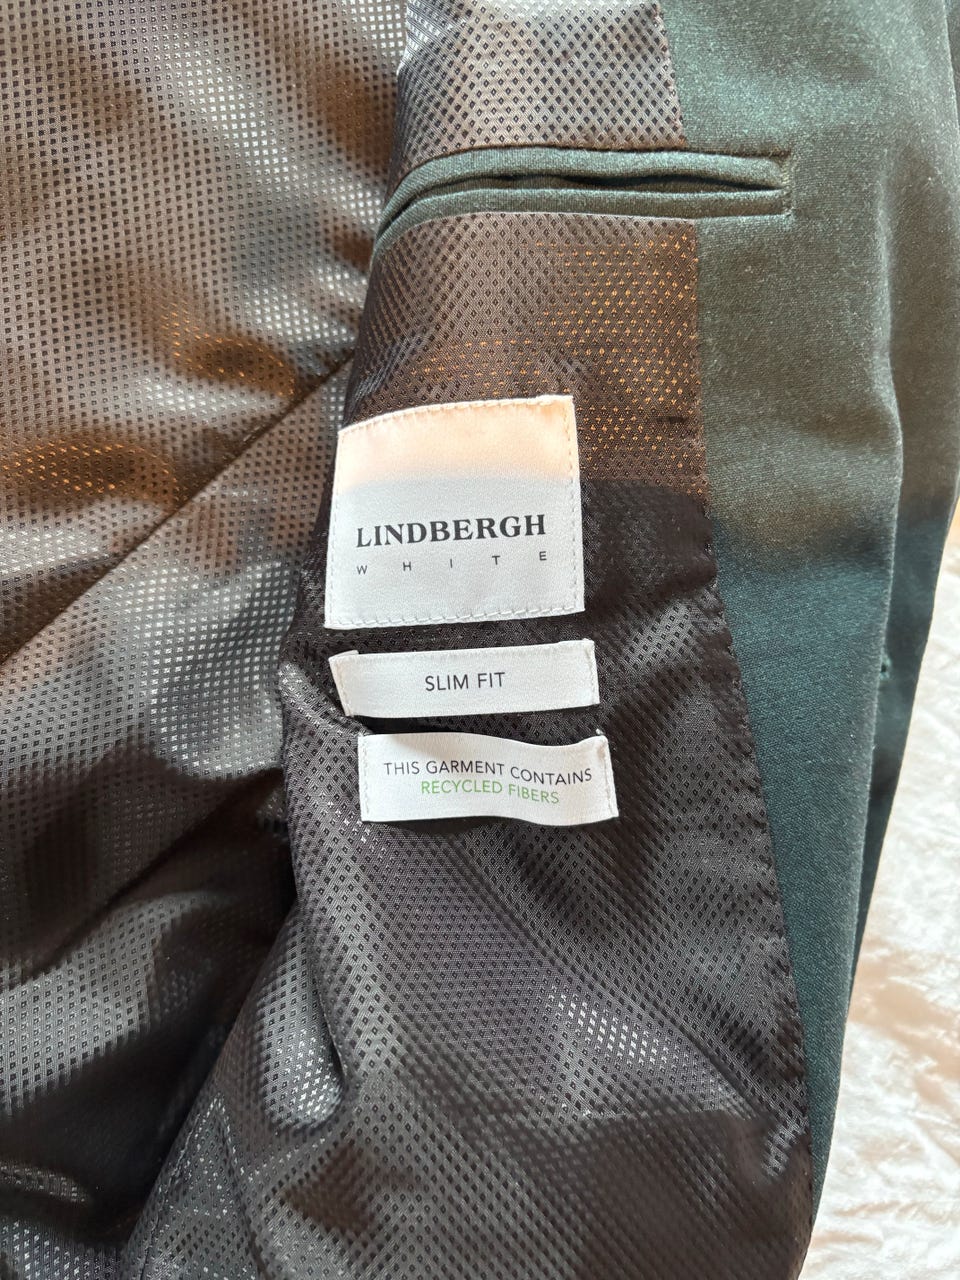 LINDBERGH
WHITE
SLIM FIT
THIS GARMENT CONTAINS
RECYCLED FIBERS